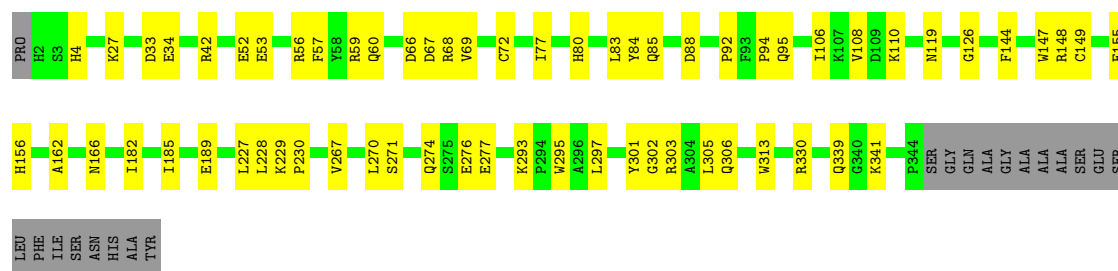 PRO H2 S3 H4 K27 D33 E34 R42 E52 E53 R56 F57 Y58 R59 Q60 D66 D67 R68 V69 C72 I77 H80 L83 Y84 Q85 D88 P92 F93 P94 Q95 I106 K107 V108 D109 K110 N119 G126 F144 W147 R148 C149
H156 A162 N166 I182 I185 E189 L227 L228 K229 P230 V267 L270 S271 Q274 S275 E276 E277 K293 P294 W295 A296 L297 Y301 G302 R303 A304 L305 Q306 W313 R330 Q339 G340 K341 P344 SER GLY GLN ALA GLY ALA ALA ALA SER GLU SER
LEU PHE ILE SER ASN HIS ALA TYR